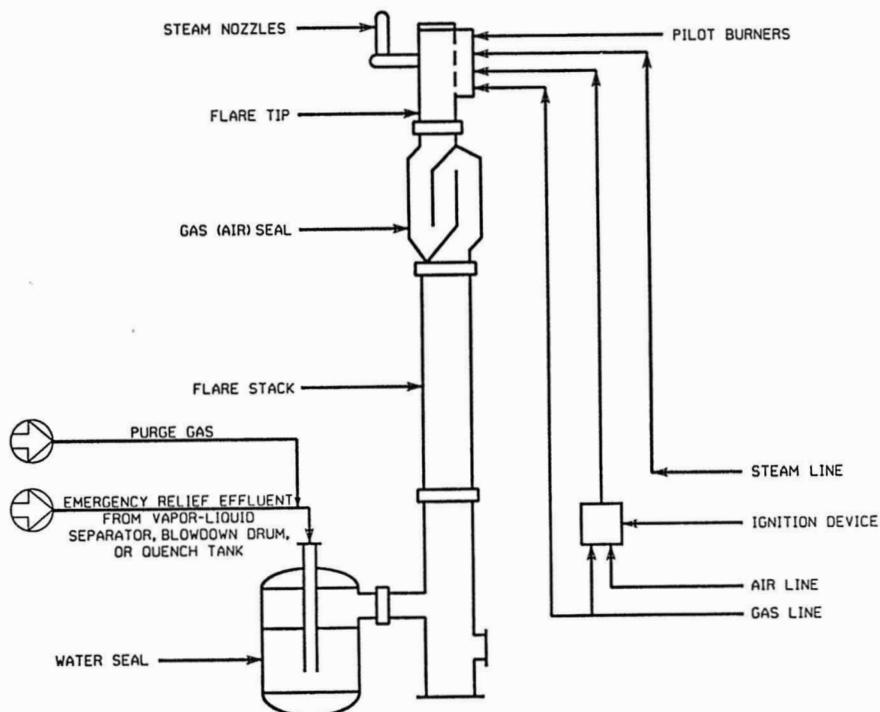 STEAM NOZZLES
PILOT BURNERS
FLARE TIP
GAS (AIR) SEAL
FLARE STACK
PURGE GAS
STEAM LINE
EMERGENCY RELIEF EFFLUENT
FROM VAPOR-LIQUID
SEPARATOR, BLOWDOWN DRUM,
OR QUENCH TANK
IGNITION DEVICE
AIR LINE
GAS LINE
WATER SEAL